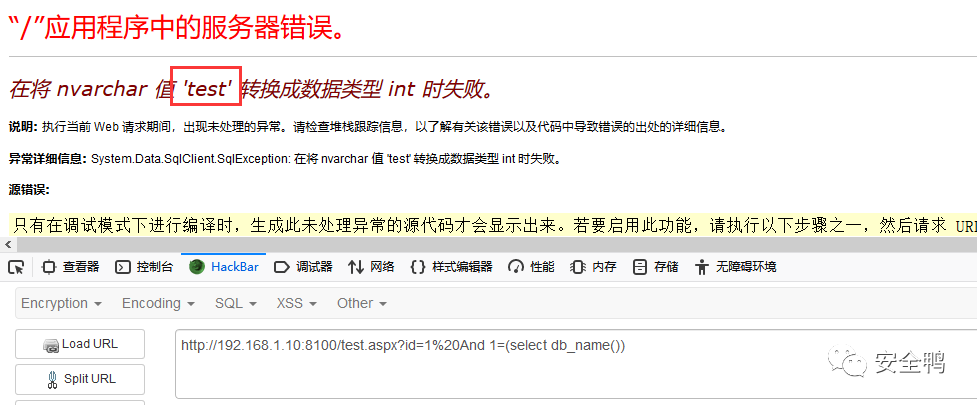 “/”应用程序中的服务器错误。
在将 nvarchar 值 'test' 转换成数据类型 int 时失败。
说明: 执行当前 Web 请求期间，出现未处理的异常。请检查堆栈跟踪信息，以了解有关该错误以及代码中导致错误的出处的详细信息。
异常详细信息: System.Data.SqlClient.SqlException: 在将 nvarchar 值 'test' 转换成数据类型 int 时失败。
源错误:
只有在调试模式下进行编译时，生成此未处理异常的源代码才会显示出来。若要启用此功能，请执行以下步骤之一，然后请求 URL
查看器 控制台 HackBar 调试器 网络 {} 样式编辑器 性能 内存 存储 无障碍环境
Encryption Encoding SQL XSS Other
Load URL
http://192.168.1.10:8100/test.aspx?id=1%20And 1=(select db_name())
Split URL
安全鸭